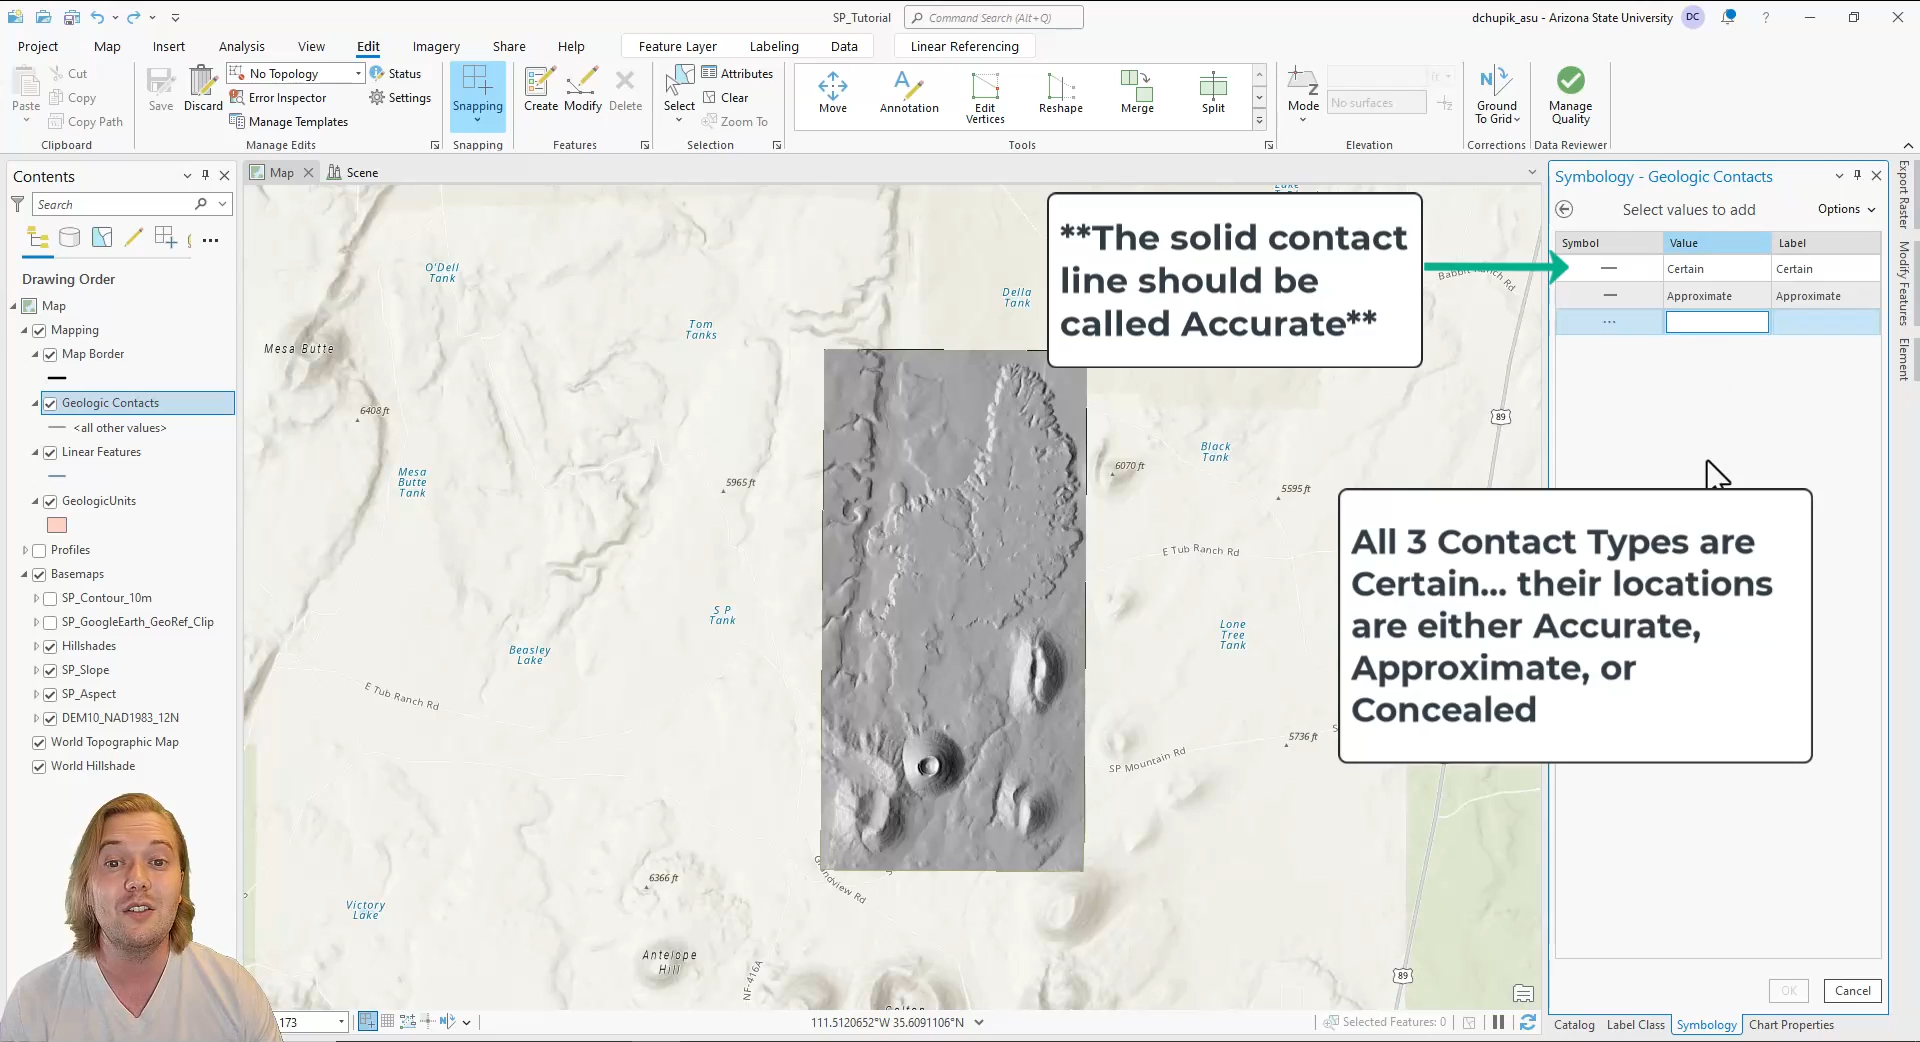 SP_Tutorial
Command Search (Alt+Q)
dchupik_asu - Arizona State University
DC
?
Project
Map
Insert
Analysis
View
Edit
Imagery
Share
Help
Feature Layer
Labeling
Data
Linear Referencing
Paste
Cut
Copy
Copy Path
Clipboard
Save
Discard
No Topology
Error Inspector
Manage Templates
Status
Settings
Manage Edits
Snapping
Snapping
Create
Modify
Delete
Features
Select
Attributes
Clear
Zoom To
Selection
Move
Annotation
Edit
Vertices
Reshape
Merge
Split
Tools
Mode
ft
No surfaces
Elevation
Ground
To Grid
Corrections
Manage
Quality
Data Reviewer
Contents
Search
Drawing Order
Map
Mapping
Map Border
Geologic Contacts
<all other values>
Linear Features
GeologicUnits
Profiles
Basemaps
SP_Contour_10m
SP_GoogleEarth_GeoRef_Clip
Hillshades
SP_Slope
SP_Aspect
DEM10_NAD1983_12N
World Topographic Map
World Hillshade
Map
Scene
O'Dell
Tank
Mesa Butte
6408 ft
Mesa
Butte
Tank
Tom
Tanks
Della
Tank
5965 ft
S P
Tank
Beasley
Lake
E Tub Ranch Rd
Victory
Lake
6366 ft
Antelope
Hill
NF-416A
Grandview Rd
Black
Tank
6070 ft
5595 ft
E Tub Ranch Rd
Lone
Tree
Tank
5736 ft
SP Mountain Rd
89
89
**The solid contact
line should be
called Accurate**
All 3 Contact Types are
Certain... their locations
are either Accurate,
Approximate, or
Concealed
Symbology - Geologic Contacts
Select values to add
Options
Symbol
Value
Label
Certain
Certain
Approximate
Approximate
OK
Cancel
Catalog
Label Class
Symbology
Chart Properties
Export Raster
Modify Features
Element
173
111.5120652°W 35.6091106°N
Selected Features: 0